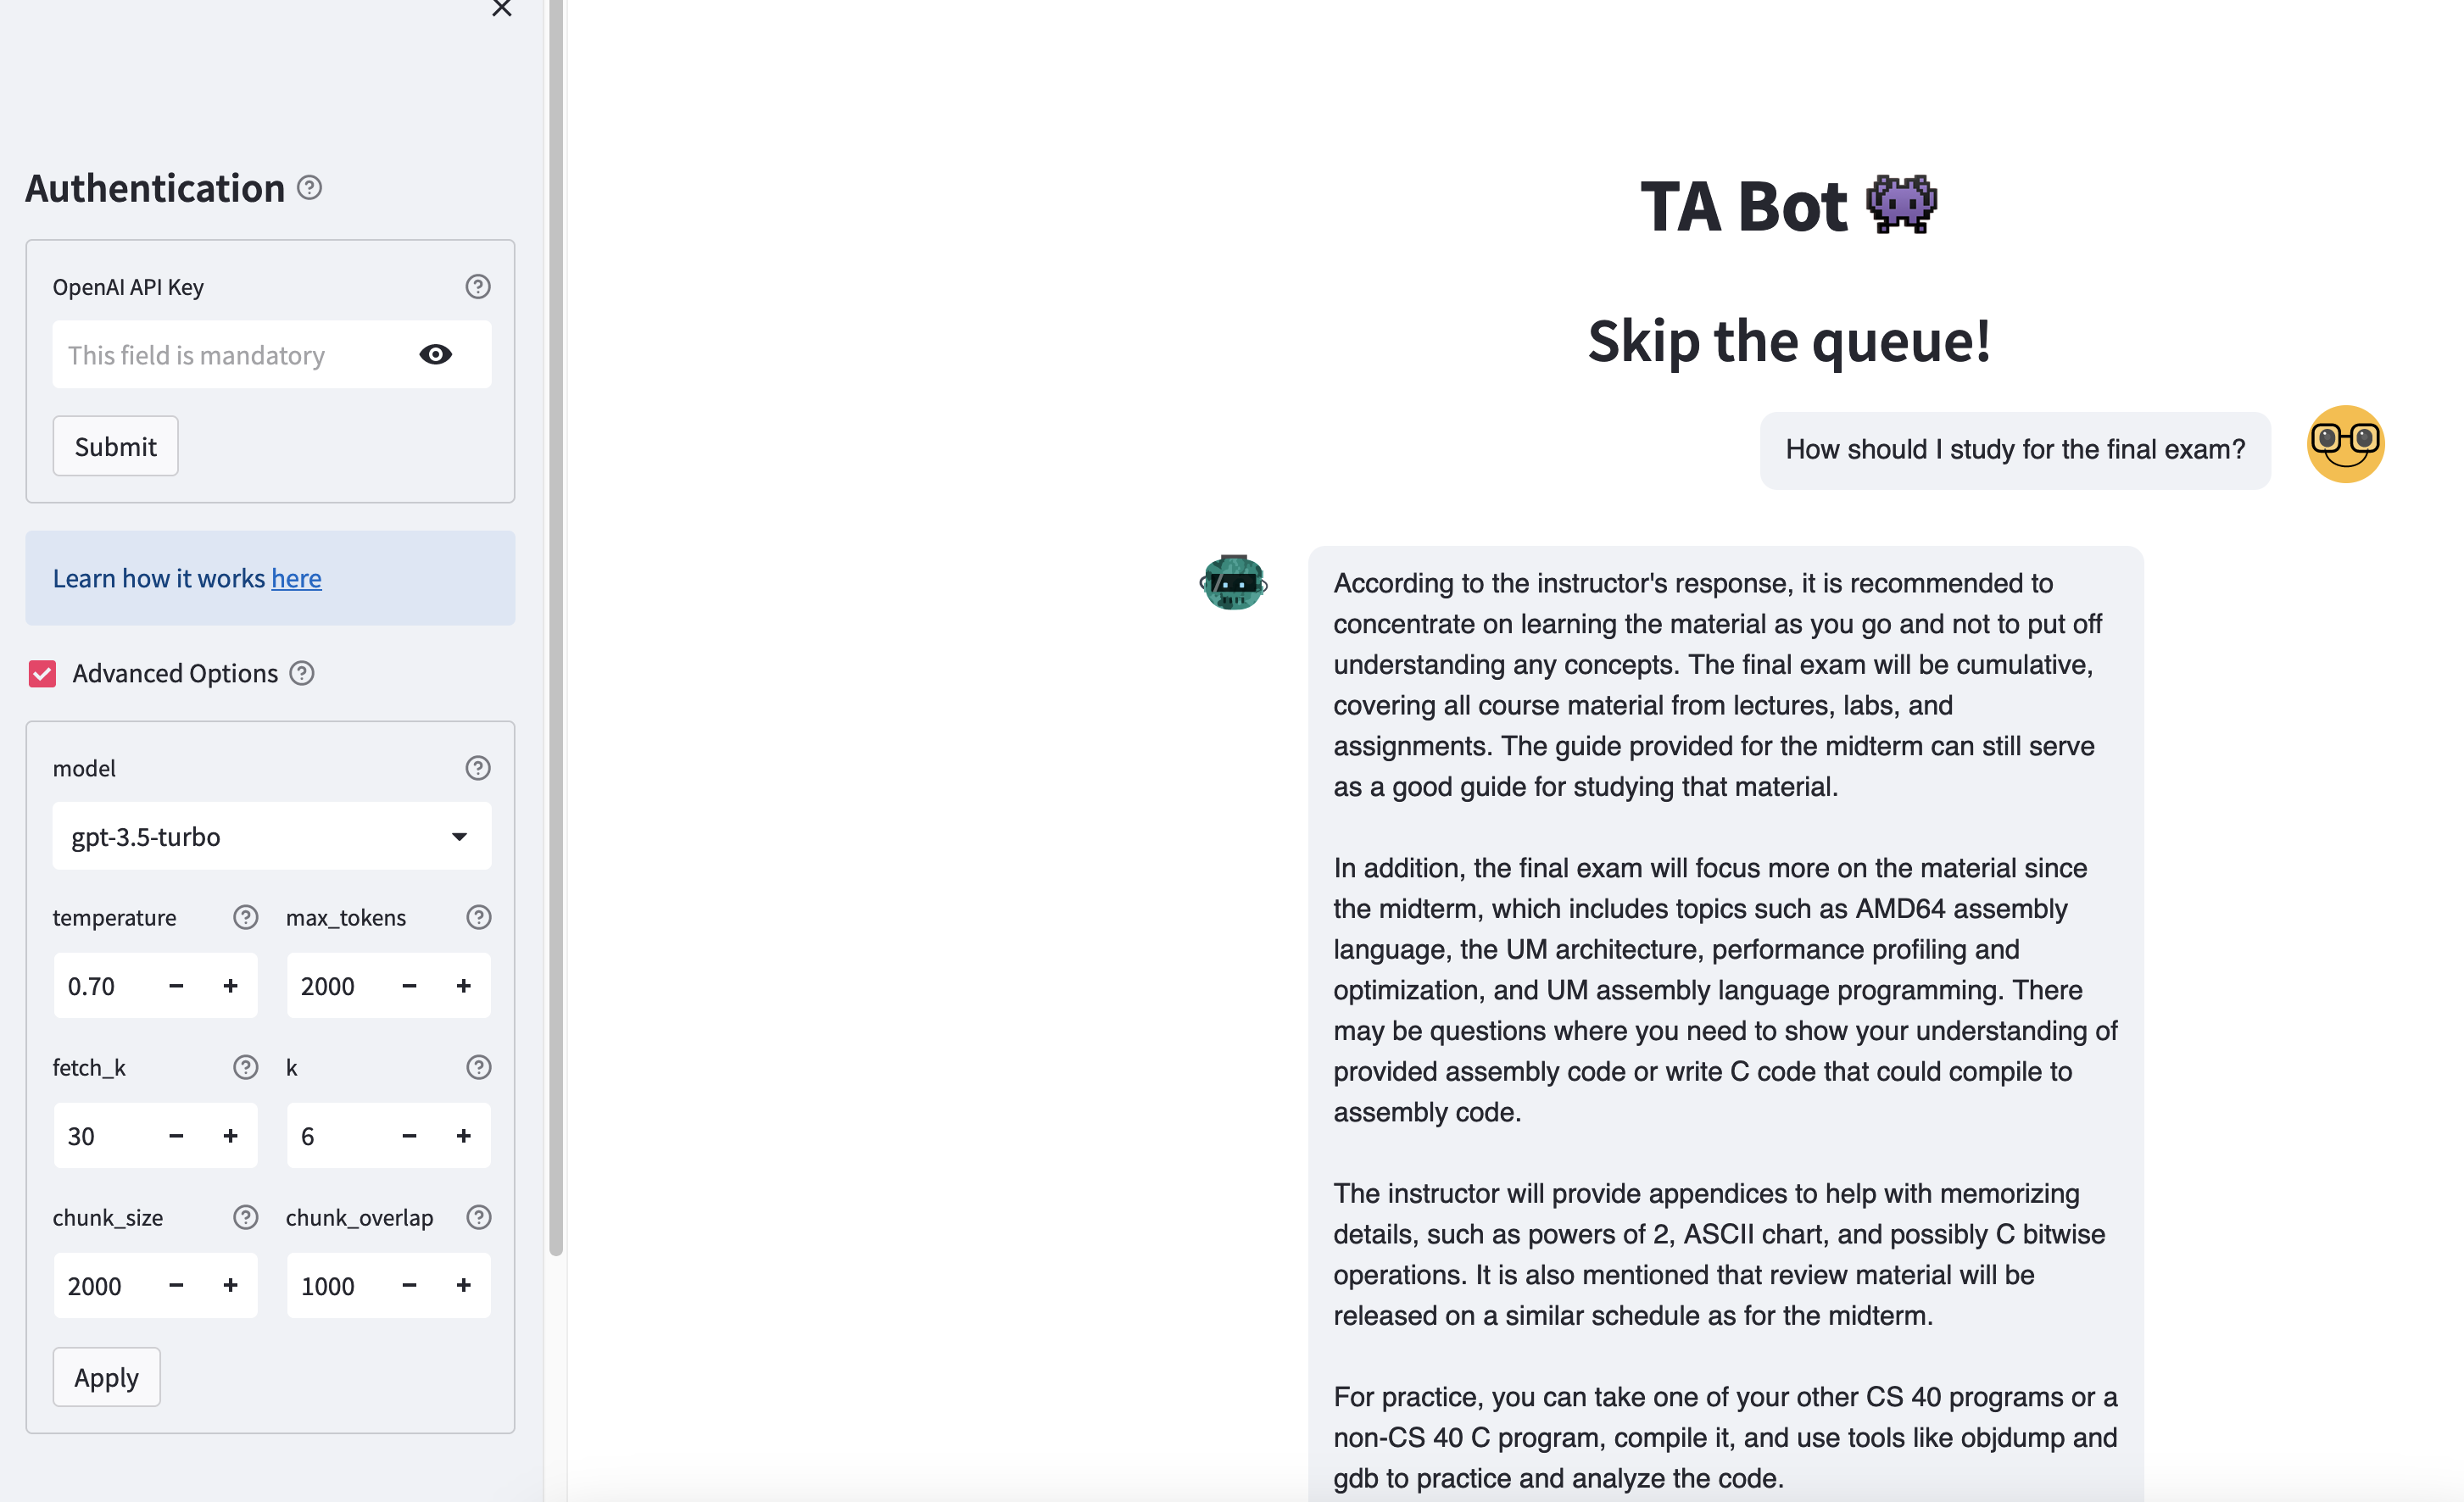 Authentication
OpenAI API Key
This field is mandatory
Submit
Learn how it works here
Advanced Options
model
gpt-3.5-turbo
temperature
max_tokens
0.70 − +
2000 − +
fetch_k
k
30 − +
6 − +
chunk_size
chunk_overlap
2000 − +
1000 − +
Apply
TA Bot
Skip the queue!
How should I study for the final exam?
According to the instructor's response, it is recommended to
concentrate on learning the material as you go and not to put off
understanding any concepts. The final exam will be cumulative,
covering all course material from lectures, labs, and
assignments. The guide provided for the midterm can still serve
as a good guide for studying that material.
In addition, the final exam will focus more on the material since
the midterm, which includes topics such as AMD64 assembly
language, the UM architecture, performance profiling and
optimization, and UM assembly language programming. There
may be questions where you need to show your understanding of
provided assembly code or write C code that could compile to
assembly code.
The instructor will provide appendices to help with memorizing
details, such as powers of 2, ASCII chart, and possibly C bitwise
operations. It is also mentioned that review material will be
released on a similar schedule as for the midterm.
For practice, you can take one of your other CS 40 programs or a
non-CS 40 C program, compile it, and use tools like objdump and
gdb to practice and analyze the code.